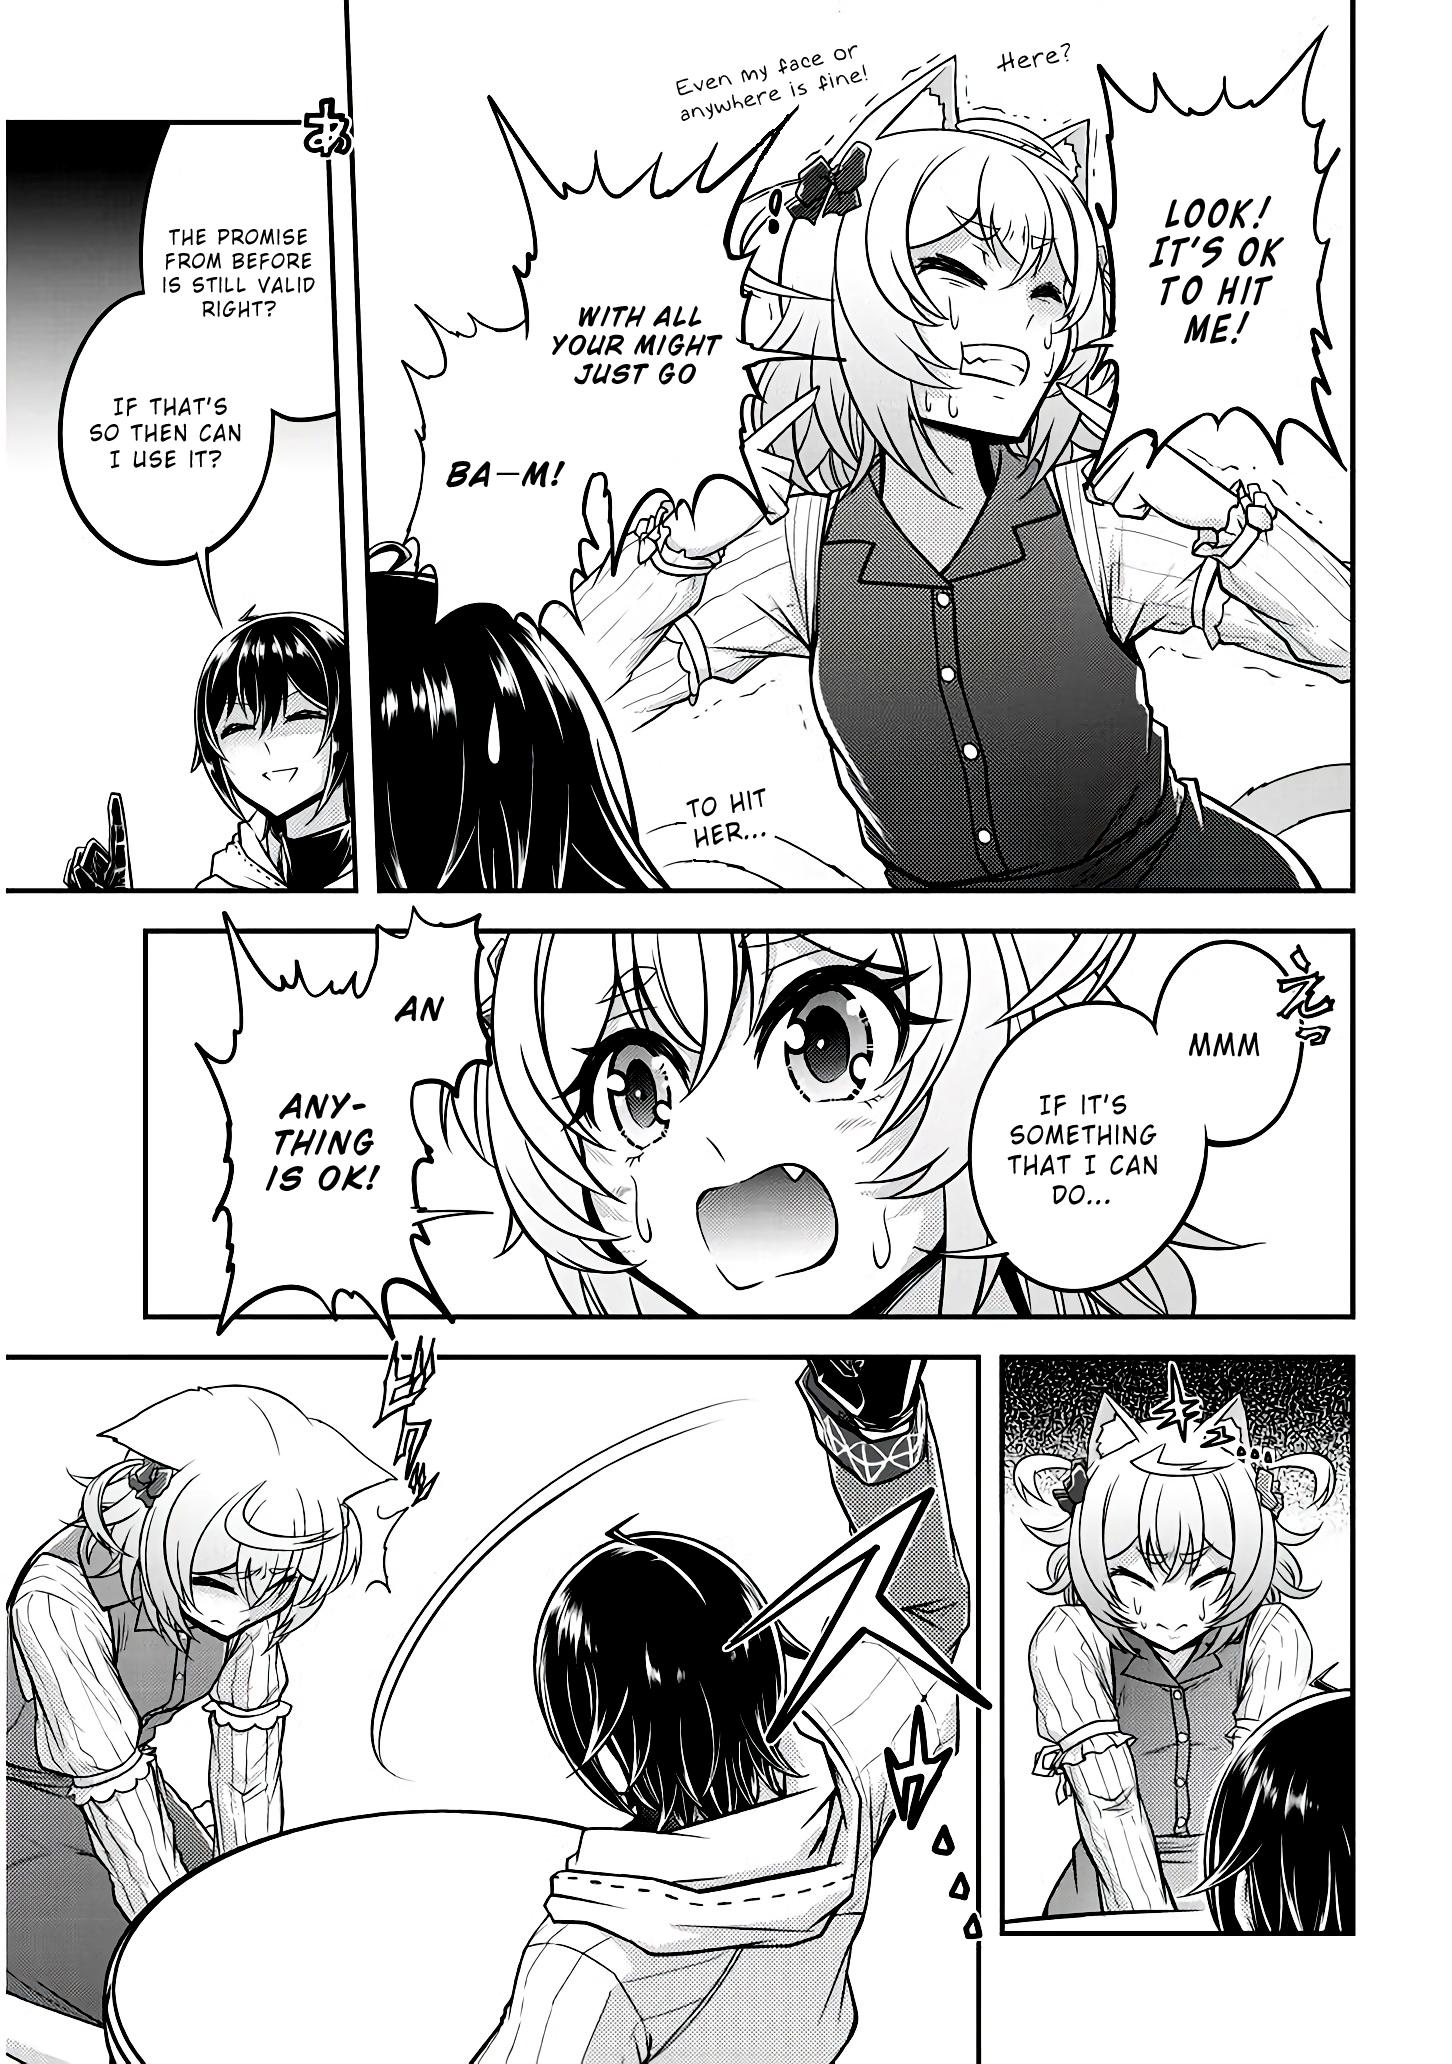 Here?
Even my face or
anywhere is fine!
LOOK!
IT'S OK
TO HIT
ME!
WITH ALL
YOUR MIGHT
JUST GO
BA—M!
TO HIT
HER...
あ
THE PROMISE
FROM BEFORE
IS STILL VALID
RIGHT?
IF THAT'S
SO THEN CAN
I USE IT?
えっ
MMM
IF IT'S
SOMETHING
THAT I CAN
DO...
AN
ANY-
THING
IS OK!